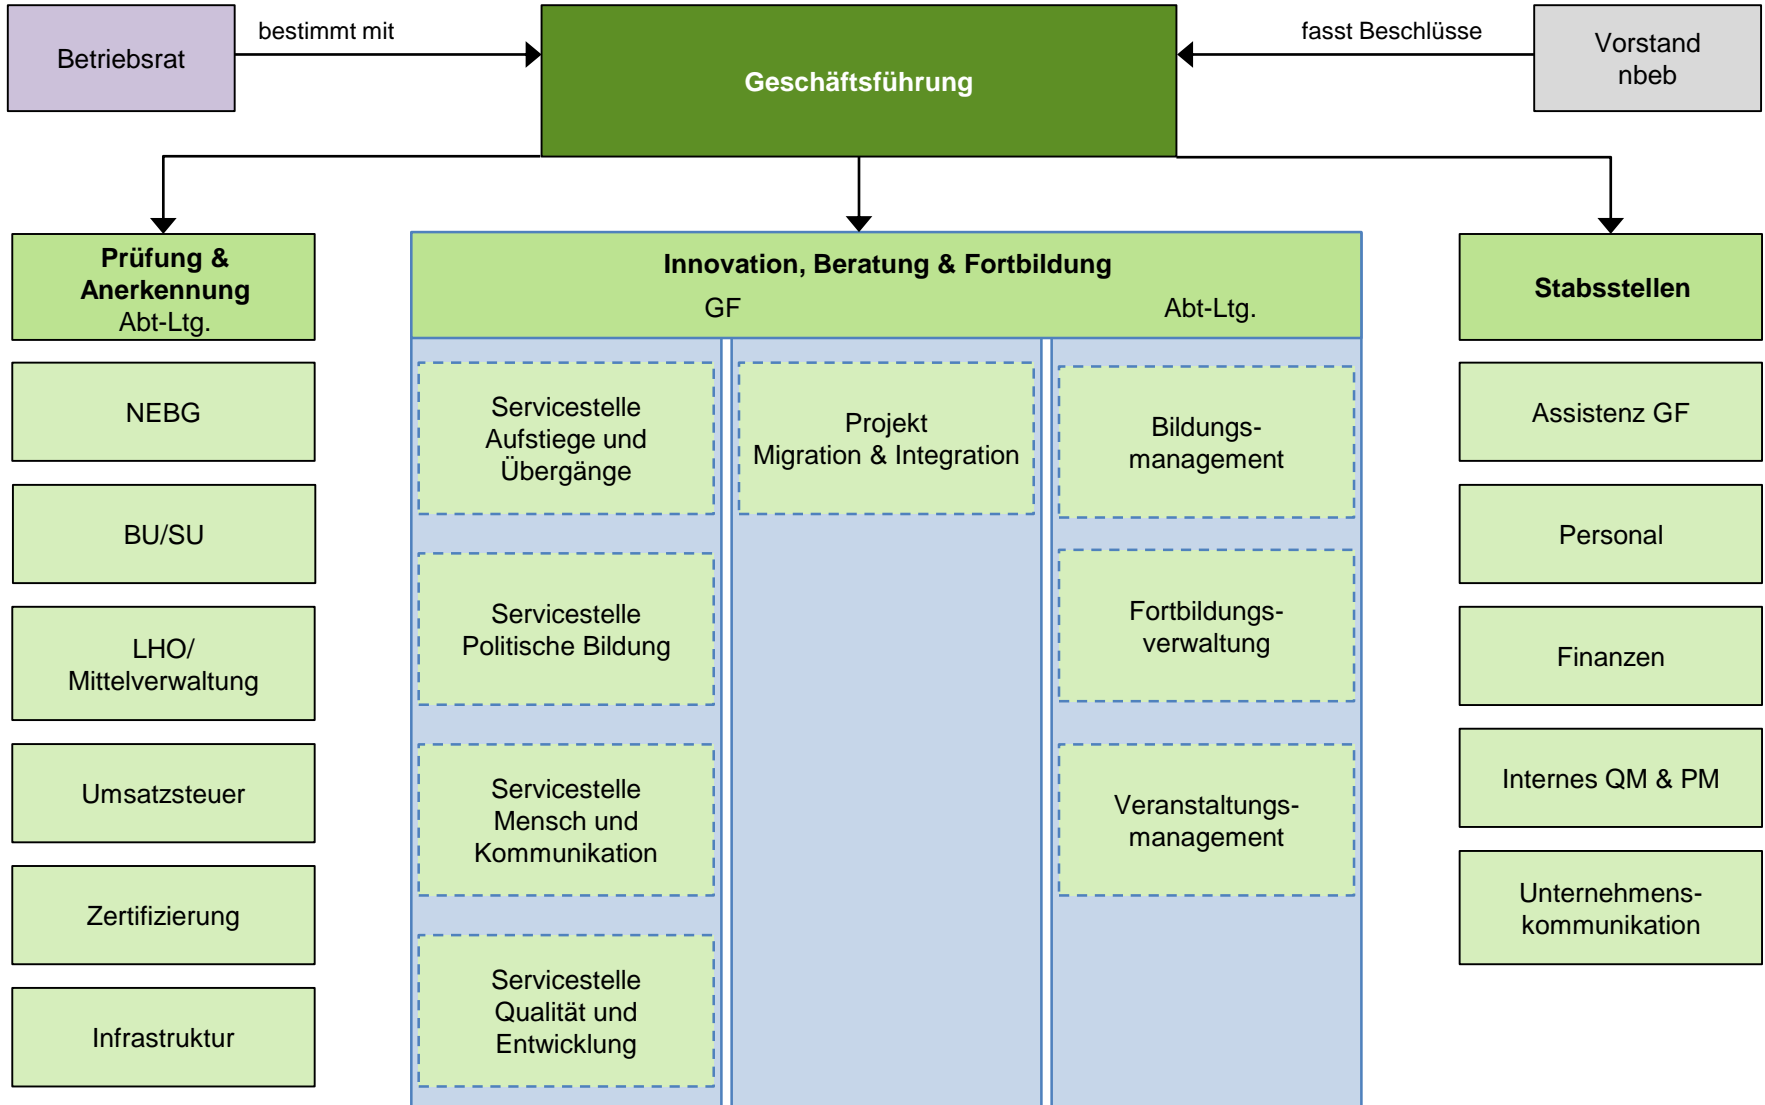 Betriebsrat
bestimmt mit
Geschäftsführung
fasst Beschlüsse
Vorstand
nbeb
Prüfung &
Anerkennung
Abt-Ltg.
NEBG
BU/SU
LHO/
Mittelverwaltung
Umsatzsteuer
Zertifizierung
Infrastruktur
Innovation, Beratung & Fortbildung
GF
Abt-Ltg.
Servicestelle
Aufstiege und
Übergänge
Servicestelle
Politische Bildung
Servicestelle
Mensch und
Kommunikation
Servicestelle
Qualität und
Entwicklung
Projekt
Migration & Integration
Bildungs-
management
Fortbildungs-
verwaltung
Veranstaltungs-
management
Stabsstellen
Assistenz GF
Personal
Finanzen
Internes QM & PM
Unternehmens-
kommunikation